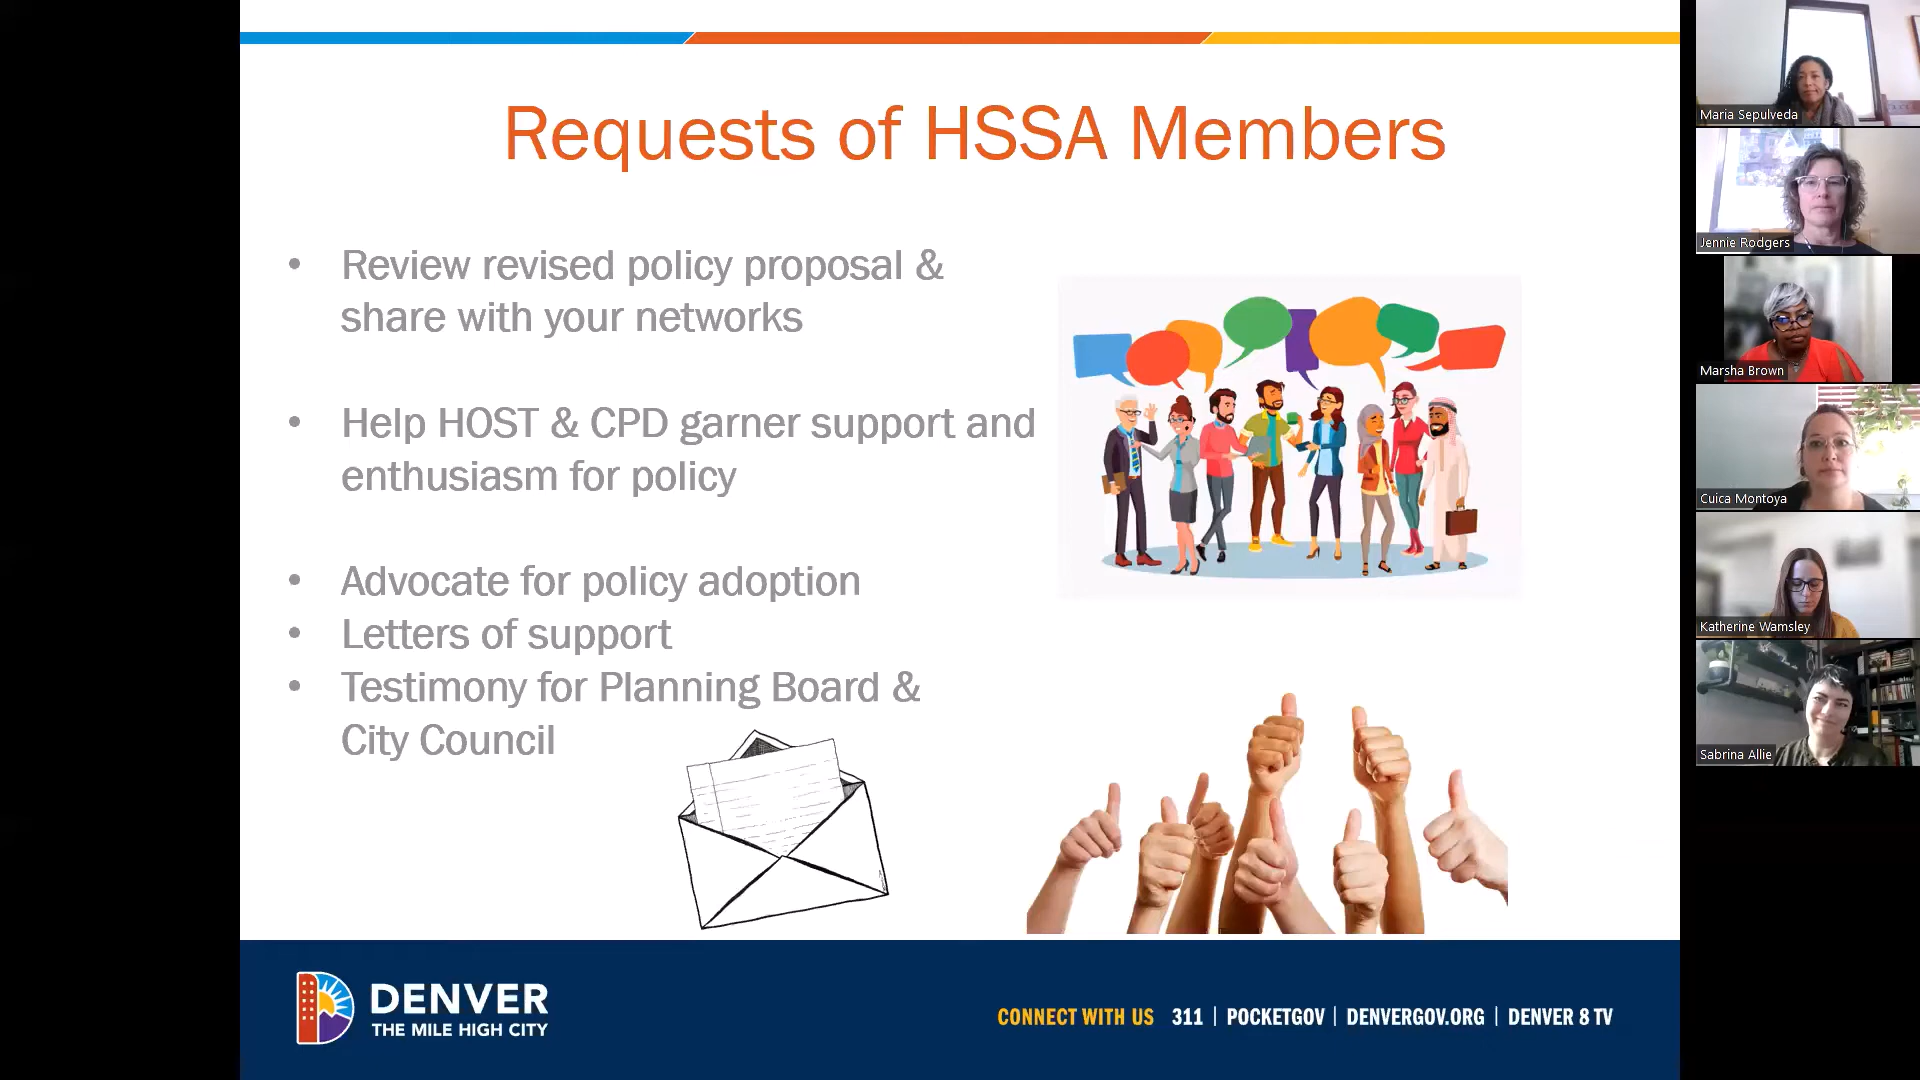 Requests of HSSA Members
• Review revised policy proposal &
share with your networks
• Help HOST & CPD garner support and
enthusiasm for policy
• Advocate for policy adoption
• Letters of support
• Testimony for Planning Board &
City Council
DENVER
THE MILE HIGH CITY
CONNECT WITH US 311 | POCKETGOV | DENVERGOV.ORG | DENVER 8 TV
Maria Sepulveda
Jennie Rodgers
Marsha Brown
Cuica Montoya
Katherine Wamsley
Sabrina Allie